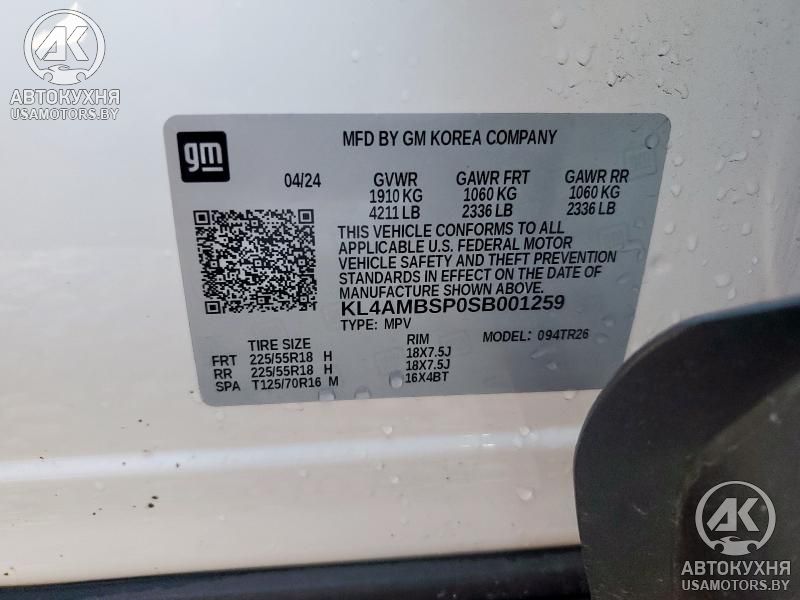 AK
АВТОКУХНЯ
USAMOTORS.BY
gm
MFD BY GM KOREA COMPANY
04/24 GVWR GAWR FRT GAWR RR
1910 KG 1060 KG 1060 KG
4211 LB 2336 LB 2336 LB
THIS VEHICLE CONFORMS TO ALL
APPLICABLE U.S. FEDERAL MOTOR
VEHICLE SAFETY AND THEFT PREVENTION
STANDARDS IN EFFECT ON THE DATE OF
MANUFACTURE SHOWN ABOVE.
KL4AMBSP0SB001259
TYPE: MPV MODEL: 094TR26
TIRE SIZE RIM
FRT 225/55R18 H 18X7.5J
RR 225/55R18 H 18X7.5J
SPA T125/70R16 M 16X4BT
AK
АВТОКУХНЯ
USAMOTORS.BY